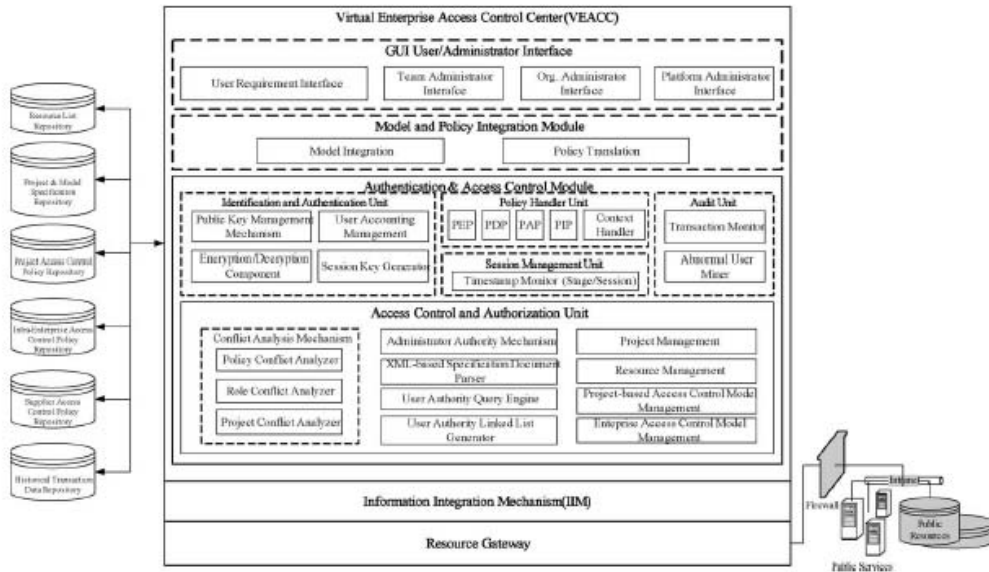 Virtual Enterprise Access Control Center(VEACC)
GUI User/Administrator Interface
User Requirement Interface
Team Administrator
Interafce
Org. Administrator
Interface
Platform Administrator
Interface
Model and Policy Integration Module
Model Integration
Policy Translation
Authentication & Access Control Module
Identification and Authentication Unit
Public Key Management
Mechanism
User Accounting
Management
Encryption/Decryption
Component
Session Key Generator
Policy Handler Unit
PEP
PDP
PAP
PIP
Context
Handler
Session Management Unit
Timestamp Monitor (Stage/Session)
Audit Unit
Transaction Monitor
Abnormal User
Miner
Access Control and Authorization Unit
Conflict Analysis Mechanism
Policy Conflict Analyzer
Role Conflict Analyzer
Project Conflict Analyzer
Administrator Authority Mechanism
XML-based Specification Document
Parser
User Authority Query Engine
User Authority Linked List
Generator
Project Management
Resource Management
Project-based Access Control Model
Management
Enteprise Access Control Model
Management
Information Integration Mechanism(IIM)
Resource Gateway
Resource List
Repository
Project & Model
Specification
Repository
Project Access Control
Policy Repository
Infra-Enterprise Access
Control Policy
Repository
Supplier Access
Control Policy
Repository
Historical Transaction
Data Repository
Firewall
Public
Resources
Public Services